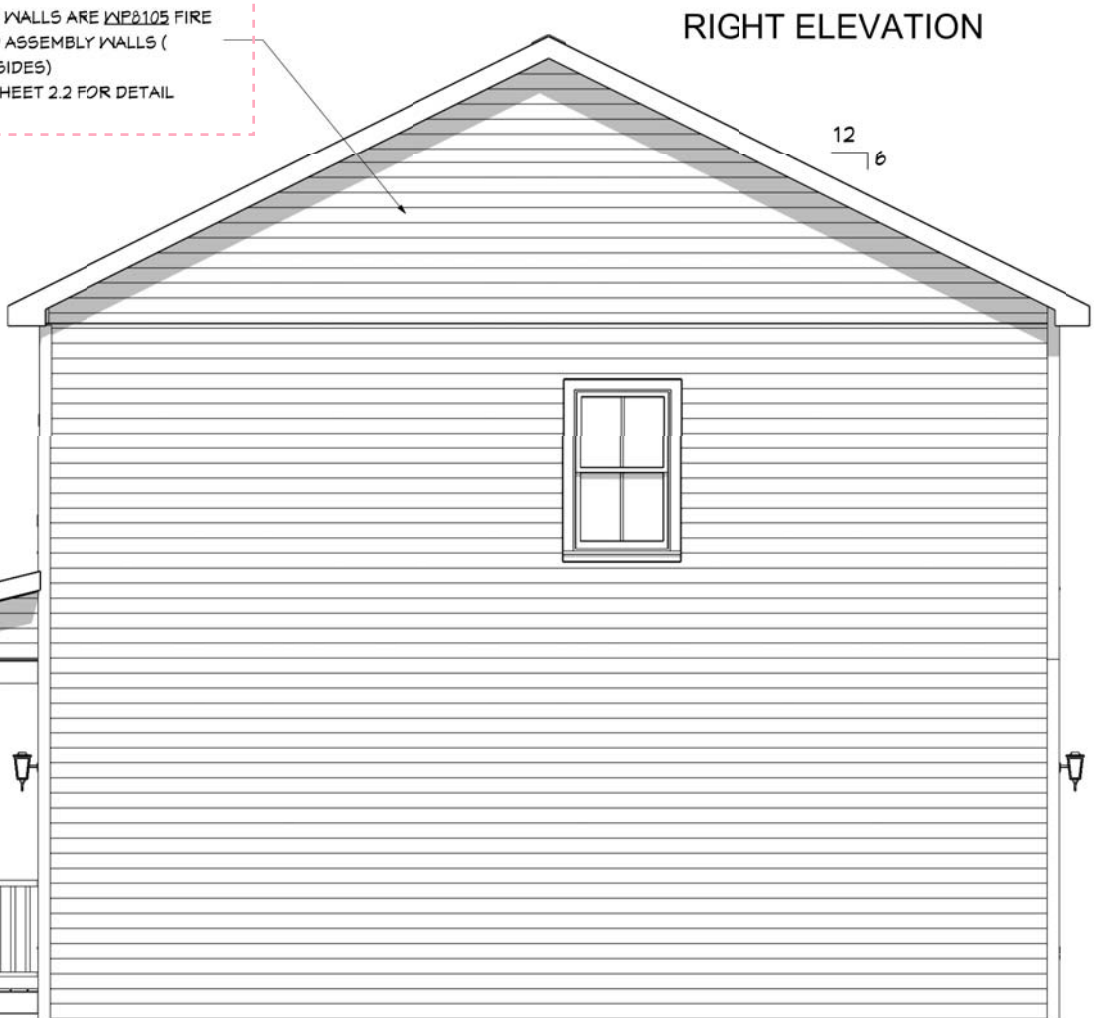 WALLS ARE WP8105 FIRE
ASSEMBLY WALLS (
SIDES)
HEET 2.2 FOR DETAIL
RIGHT ELEVATION
12
6